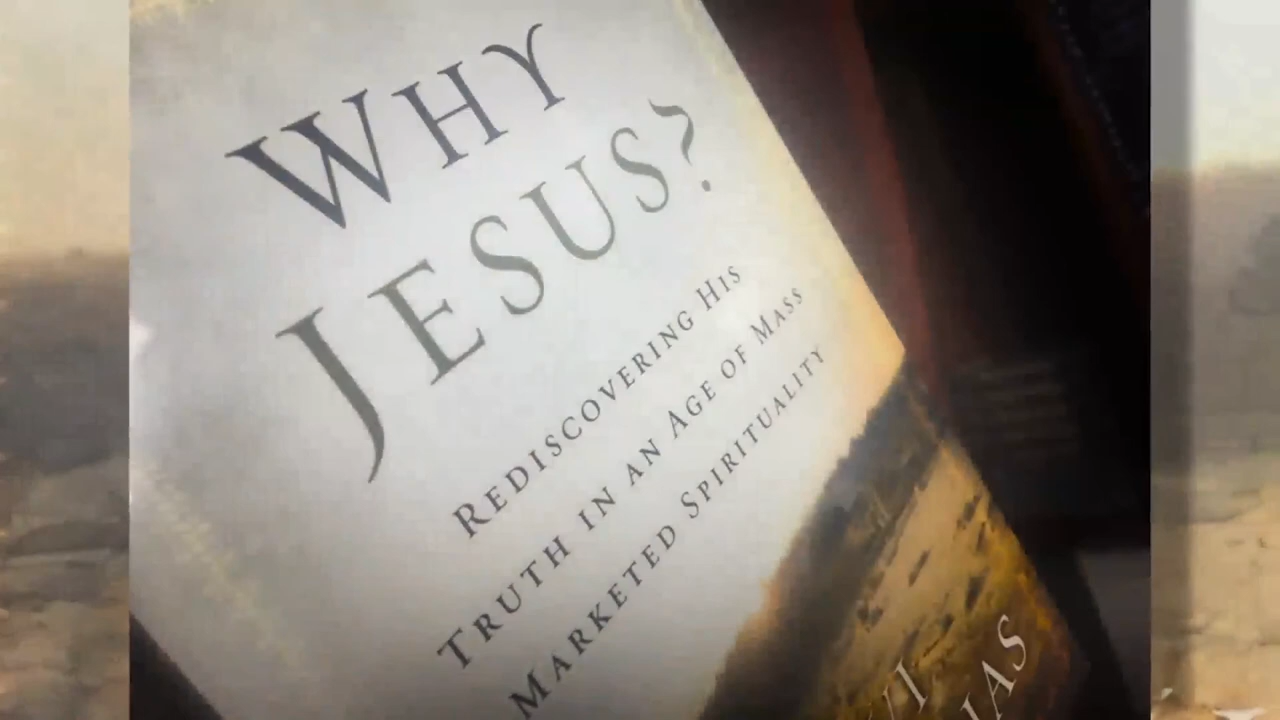 WHY
JESUS?
REDISCOVERING HIS
TRUTH IN AN AGE OF MASS
MARKETED SPIRITUALITY